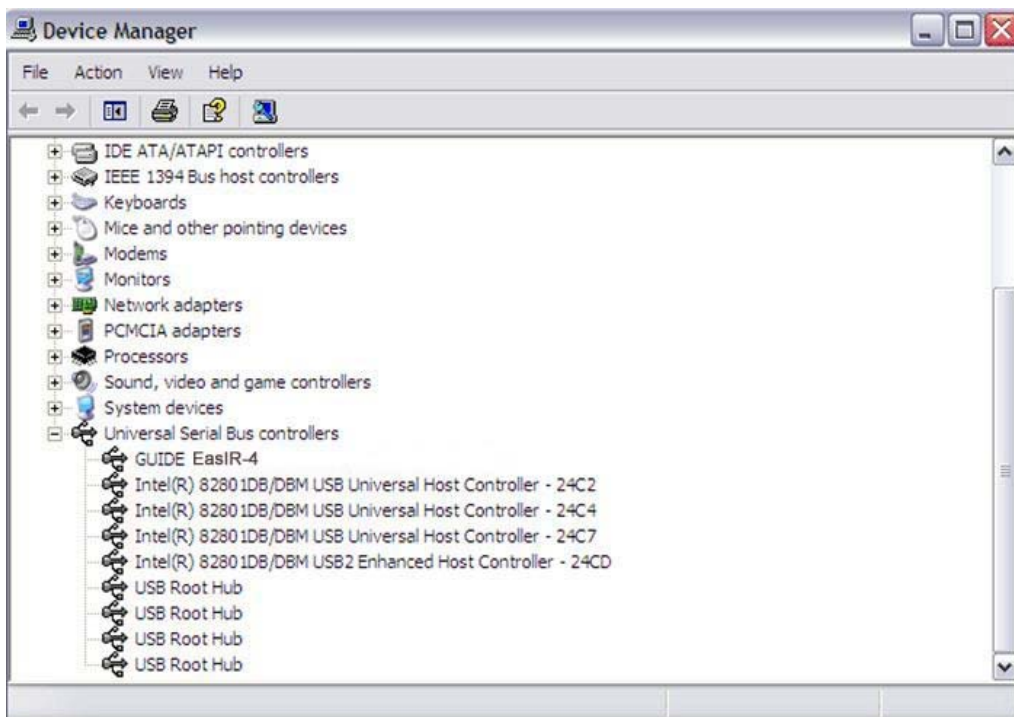 Device Manager
File Action View Help
IDE ATA/ATAPI controllers
IEEE 1394 Bus host controllers
Keyboards
Mice and other pointing devices
Modems
Monitors
Network adapters
PCMCIA adapters
Processors
Sound, video and game controllers
System devices
Universal Serial Bus controllers
GUIDE EasIR-4
Intel(R) 82801DB/DBM USB Universal Host Controller - 24C2
Intel(R) 82801DB/DBM USB Universal Host Controller - 24C4
Intel(R) 82801DB/DBM USB Universal Host Controller - 24C7
Intel(R) 82801DB/DBM USB2 Enhanced Host Controller - 24CD
USB Root Hub
USB Root Hub
USB Root Hub
USB Root Hub